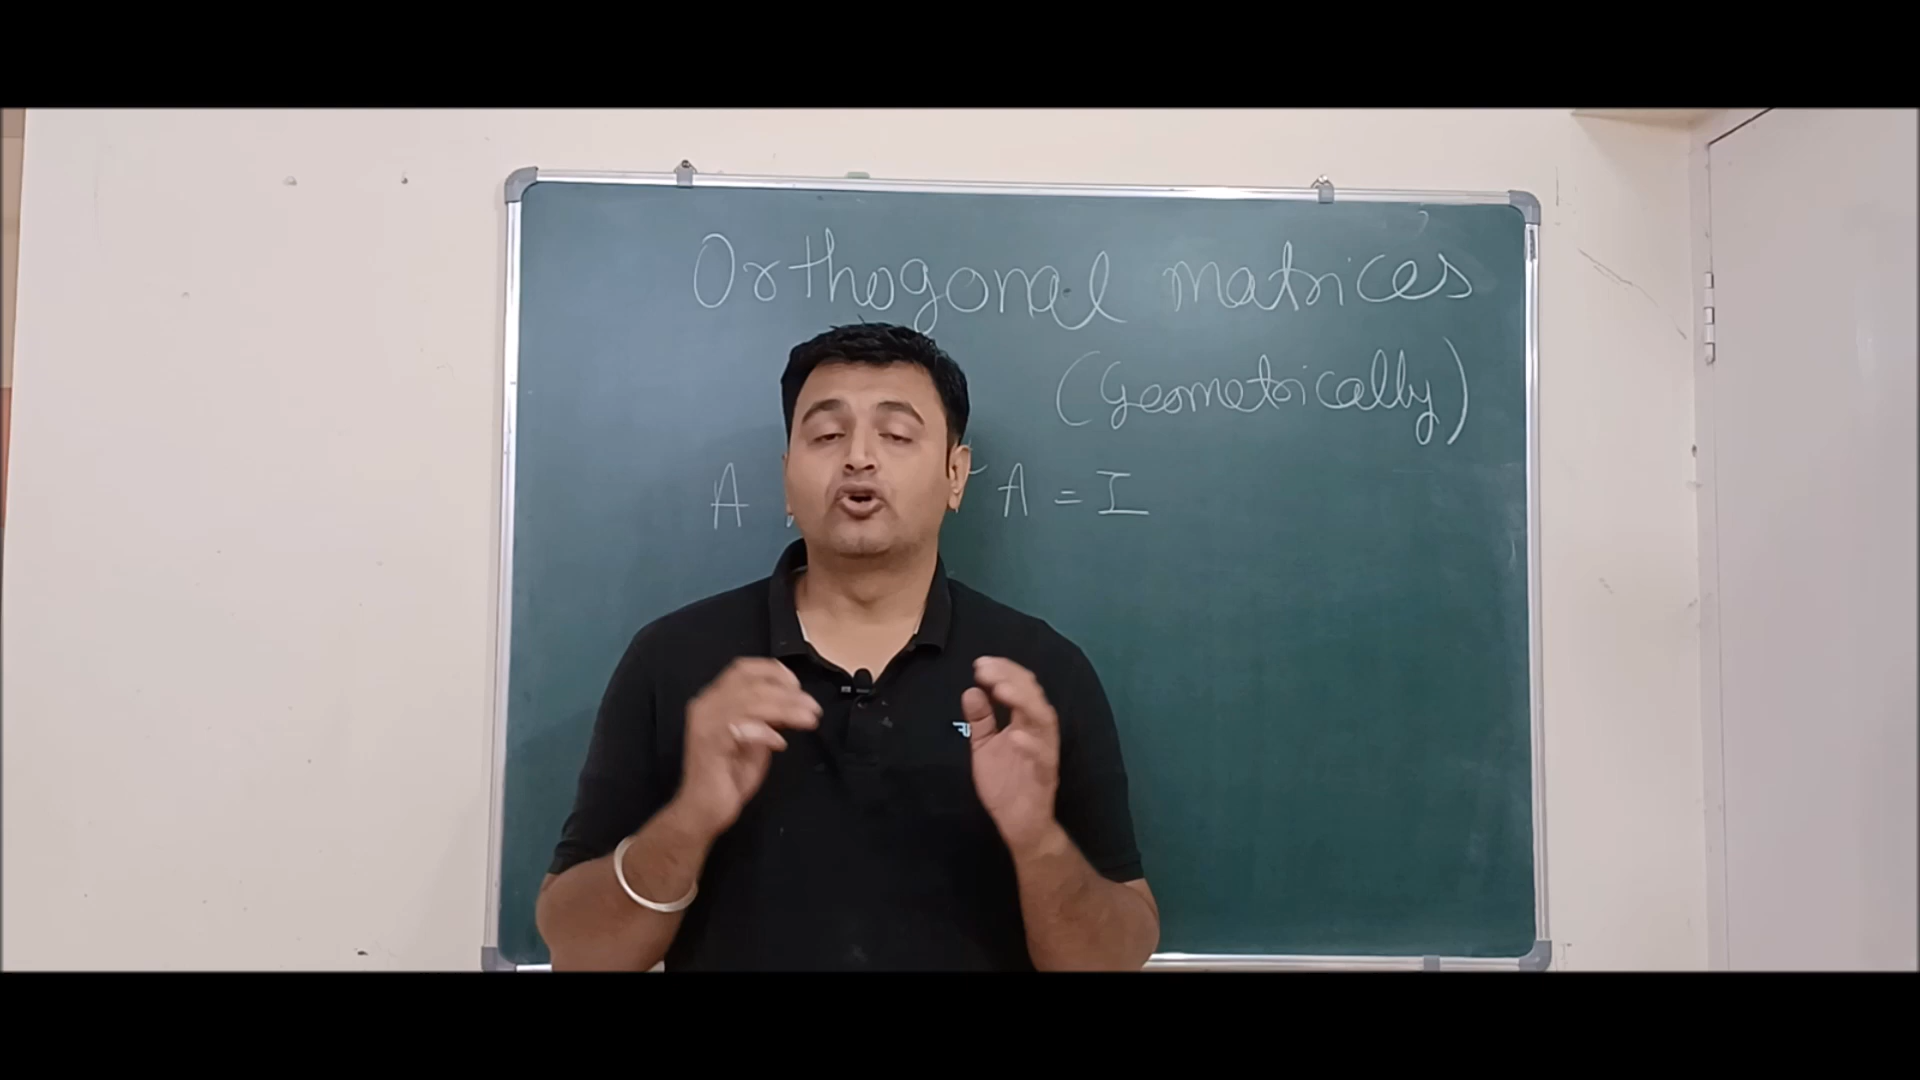 Orthogonal matrices
(Geometrically)
A A = I